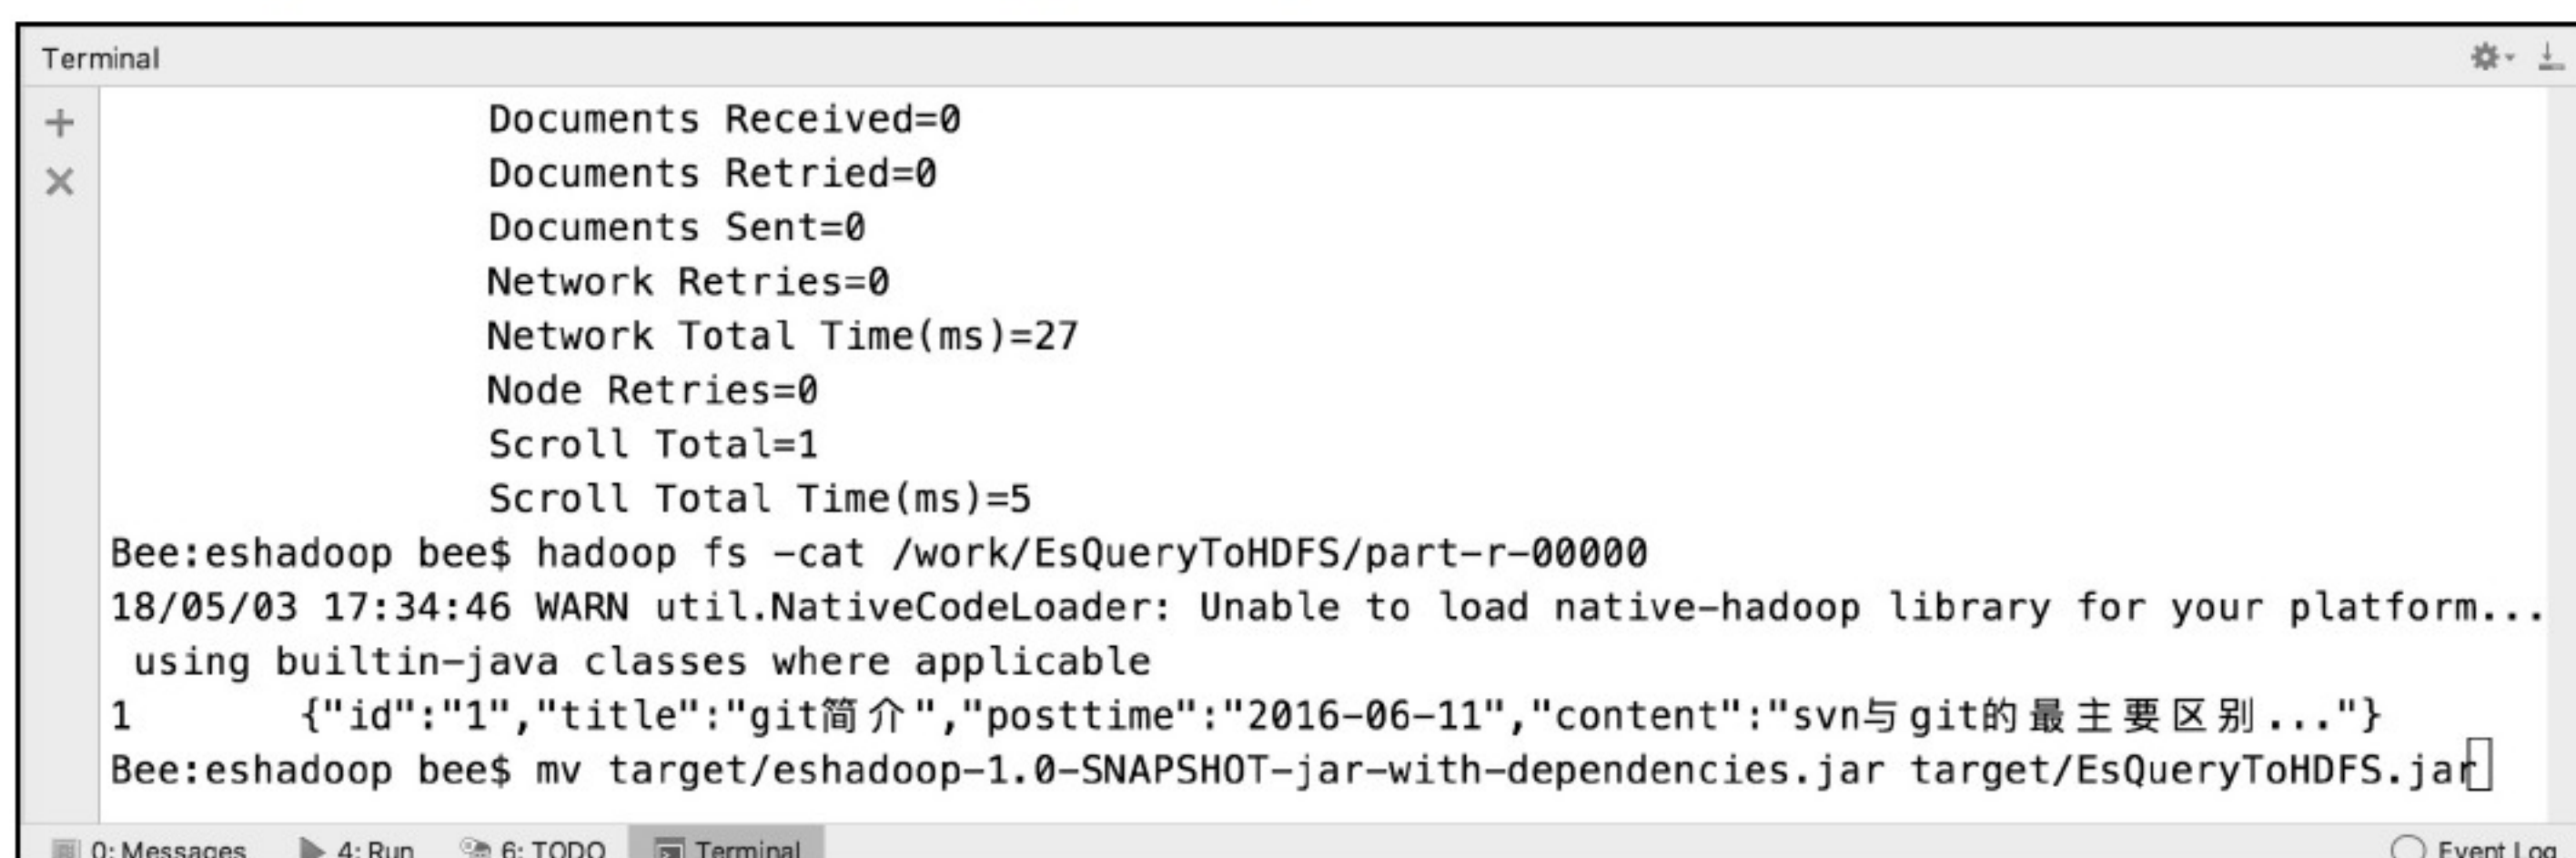 Terminal
Documents Received=0
Documents Retried=0
Documents Sent=0
Network Retries=0
Network Total Time(ms)=27
Node Retries=0
Scroll Total=1
Scroll Total Time(ms)=5
Bee:eshadoop bee$ hadoop fs -cat /work/EsQueryToHDFS/part-r-00000
18/05/03 17:34:46 WARN util.NativeCodeLoader: Unable to load native-hadoop library for your platform...
using builtin-java classes where applicable
1 {"id":"1","title":"git简介","posttime":"2016-06-11","content":"svn与git的最主要区别..."}
Bee:eshadoop bee$ mv target/eshadoop-1.0-SNAPSHOT-jar-with-dependencies.jar target/EsQueryToHDFS.jar
0: Messages 4: Run 6: TODO Terminal Event Log